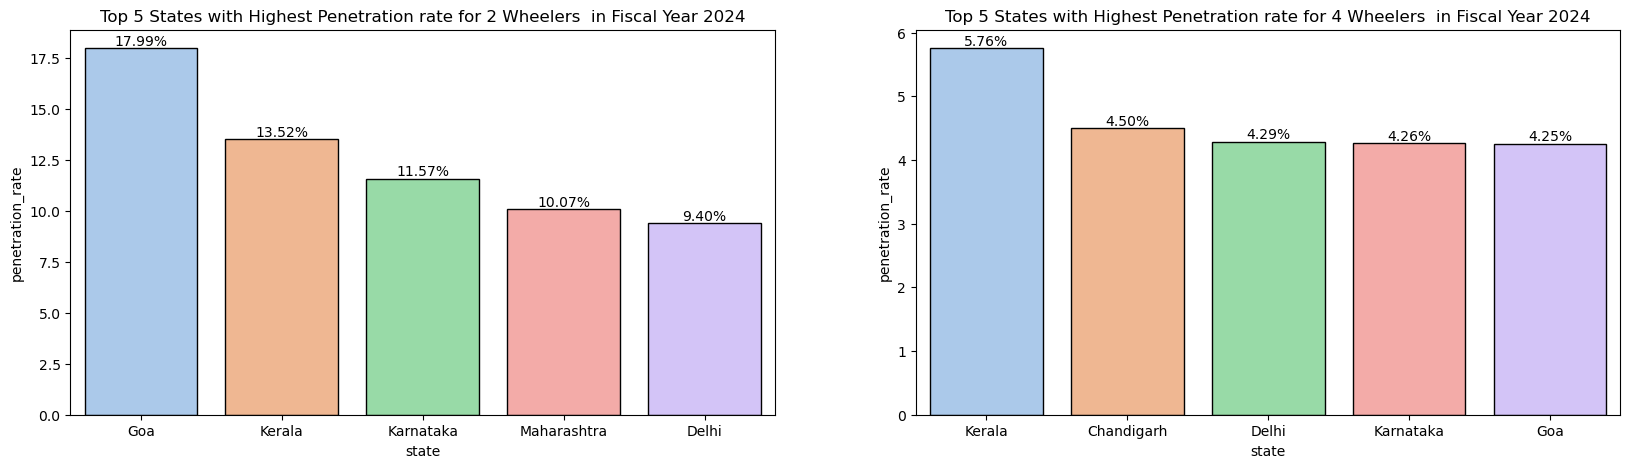 Top 5 States with Highest Penetration rate for 2 Wheelers  in Fiscal Year 2024
penetration_rate
17.5
15.0
12.5
10.0
7.5
5.0
2.5
0.0
17.99%
13.52%
11.57%
10.07%
9.40%
Goa
Kerala
Karnataka
Maharashtra
Delhi
state
Top 5 States with Highest Penetration rate for 4 Wheelers  in Fiscal Year 2024
penetration_rate
6
5
4
3
2
1
0
5.76%
4.50%
4.29%
4.26%
4.25%
Kerala
Chandigarh
Delhi
Karnataka
Goa
state